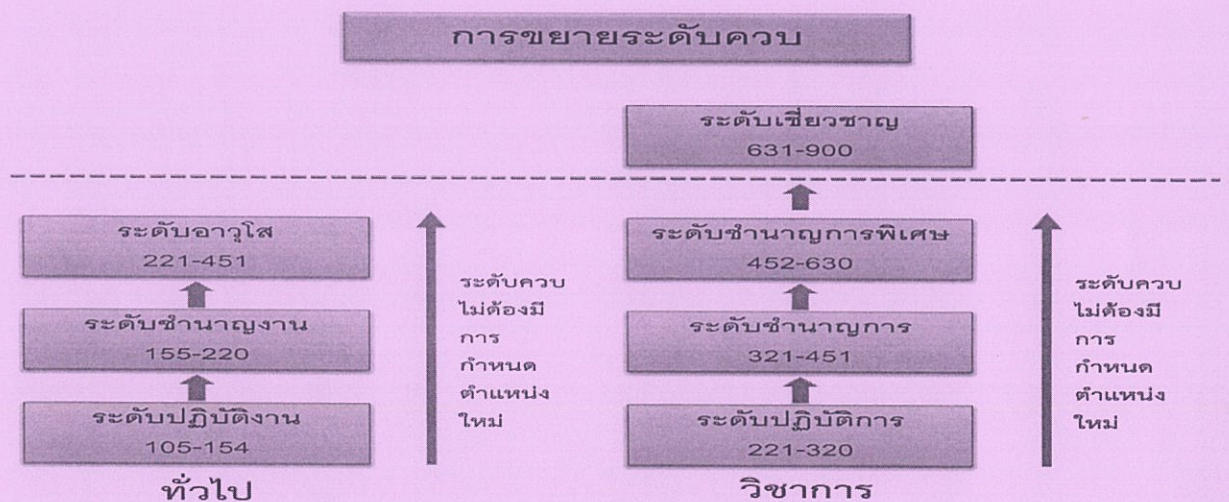 การขยายระดับควบ
ระดับเชี่ยวชาญ
631-900
ระดับอาวุโส
221-451
ระดับชำนาญงาน
155-220
ระดับปฏิบัติงาน
105-154
ทั่วไป
ระดับควบ
ไม่ต้องมี
การ
กำหนด
ตำแหน่ง
ใหม่
ระดับชำนาญการพิเศษ
452-630
ระดับชำนาญการ
321-451
ระดับปฏิบัติการ
221-320
วิชาการ
ระดับควบ
ไม่ต้องมี
การ
กำหนด
ตำแหน่ง
ใหม่